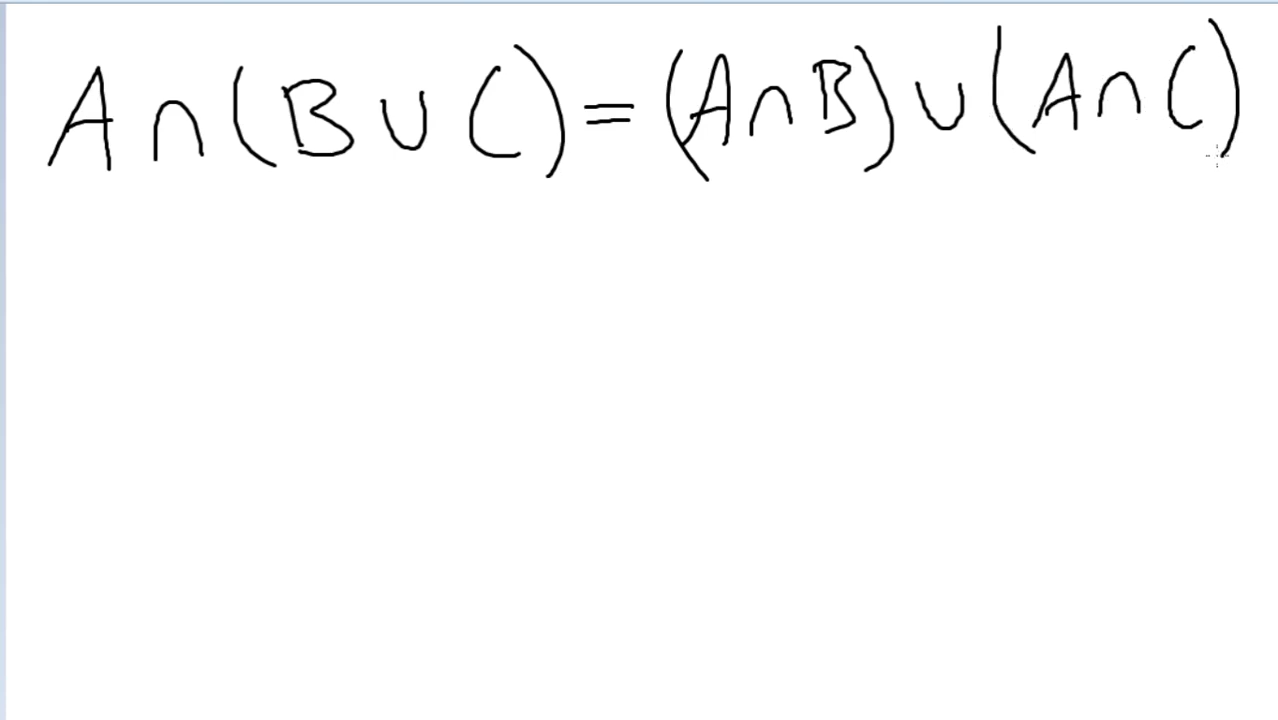 A ∩ (B ∪ C) = (A ∩ B) ∪ (A ∩ C)